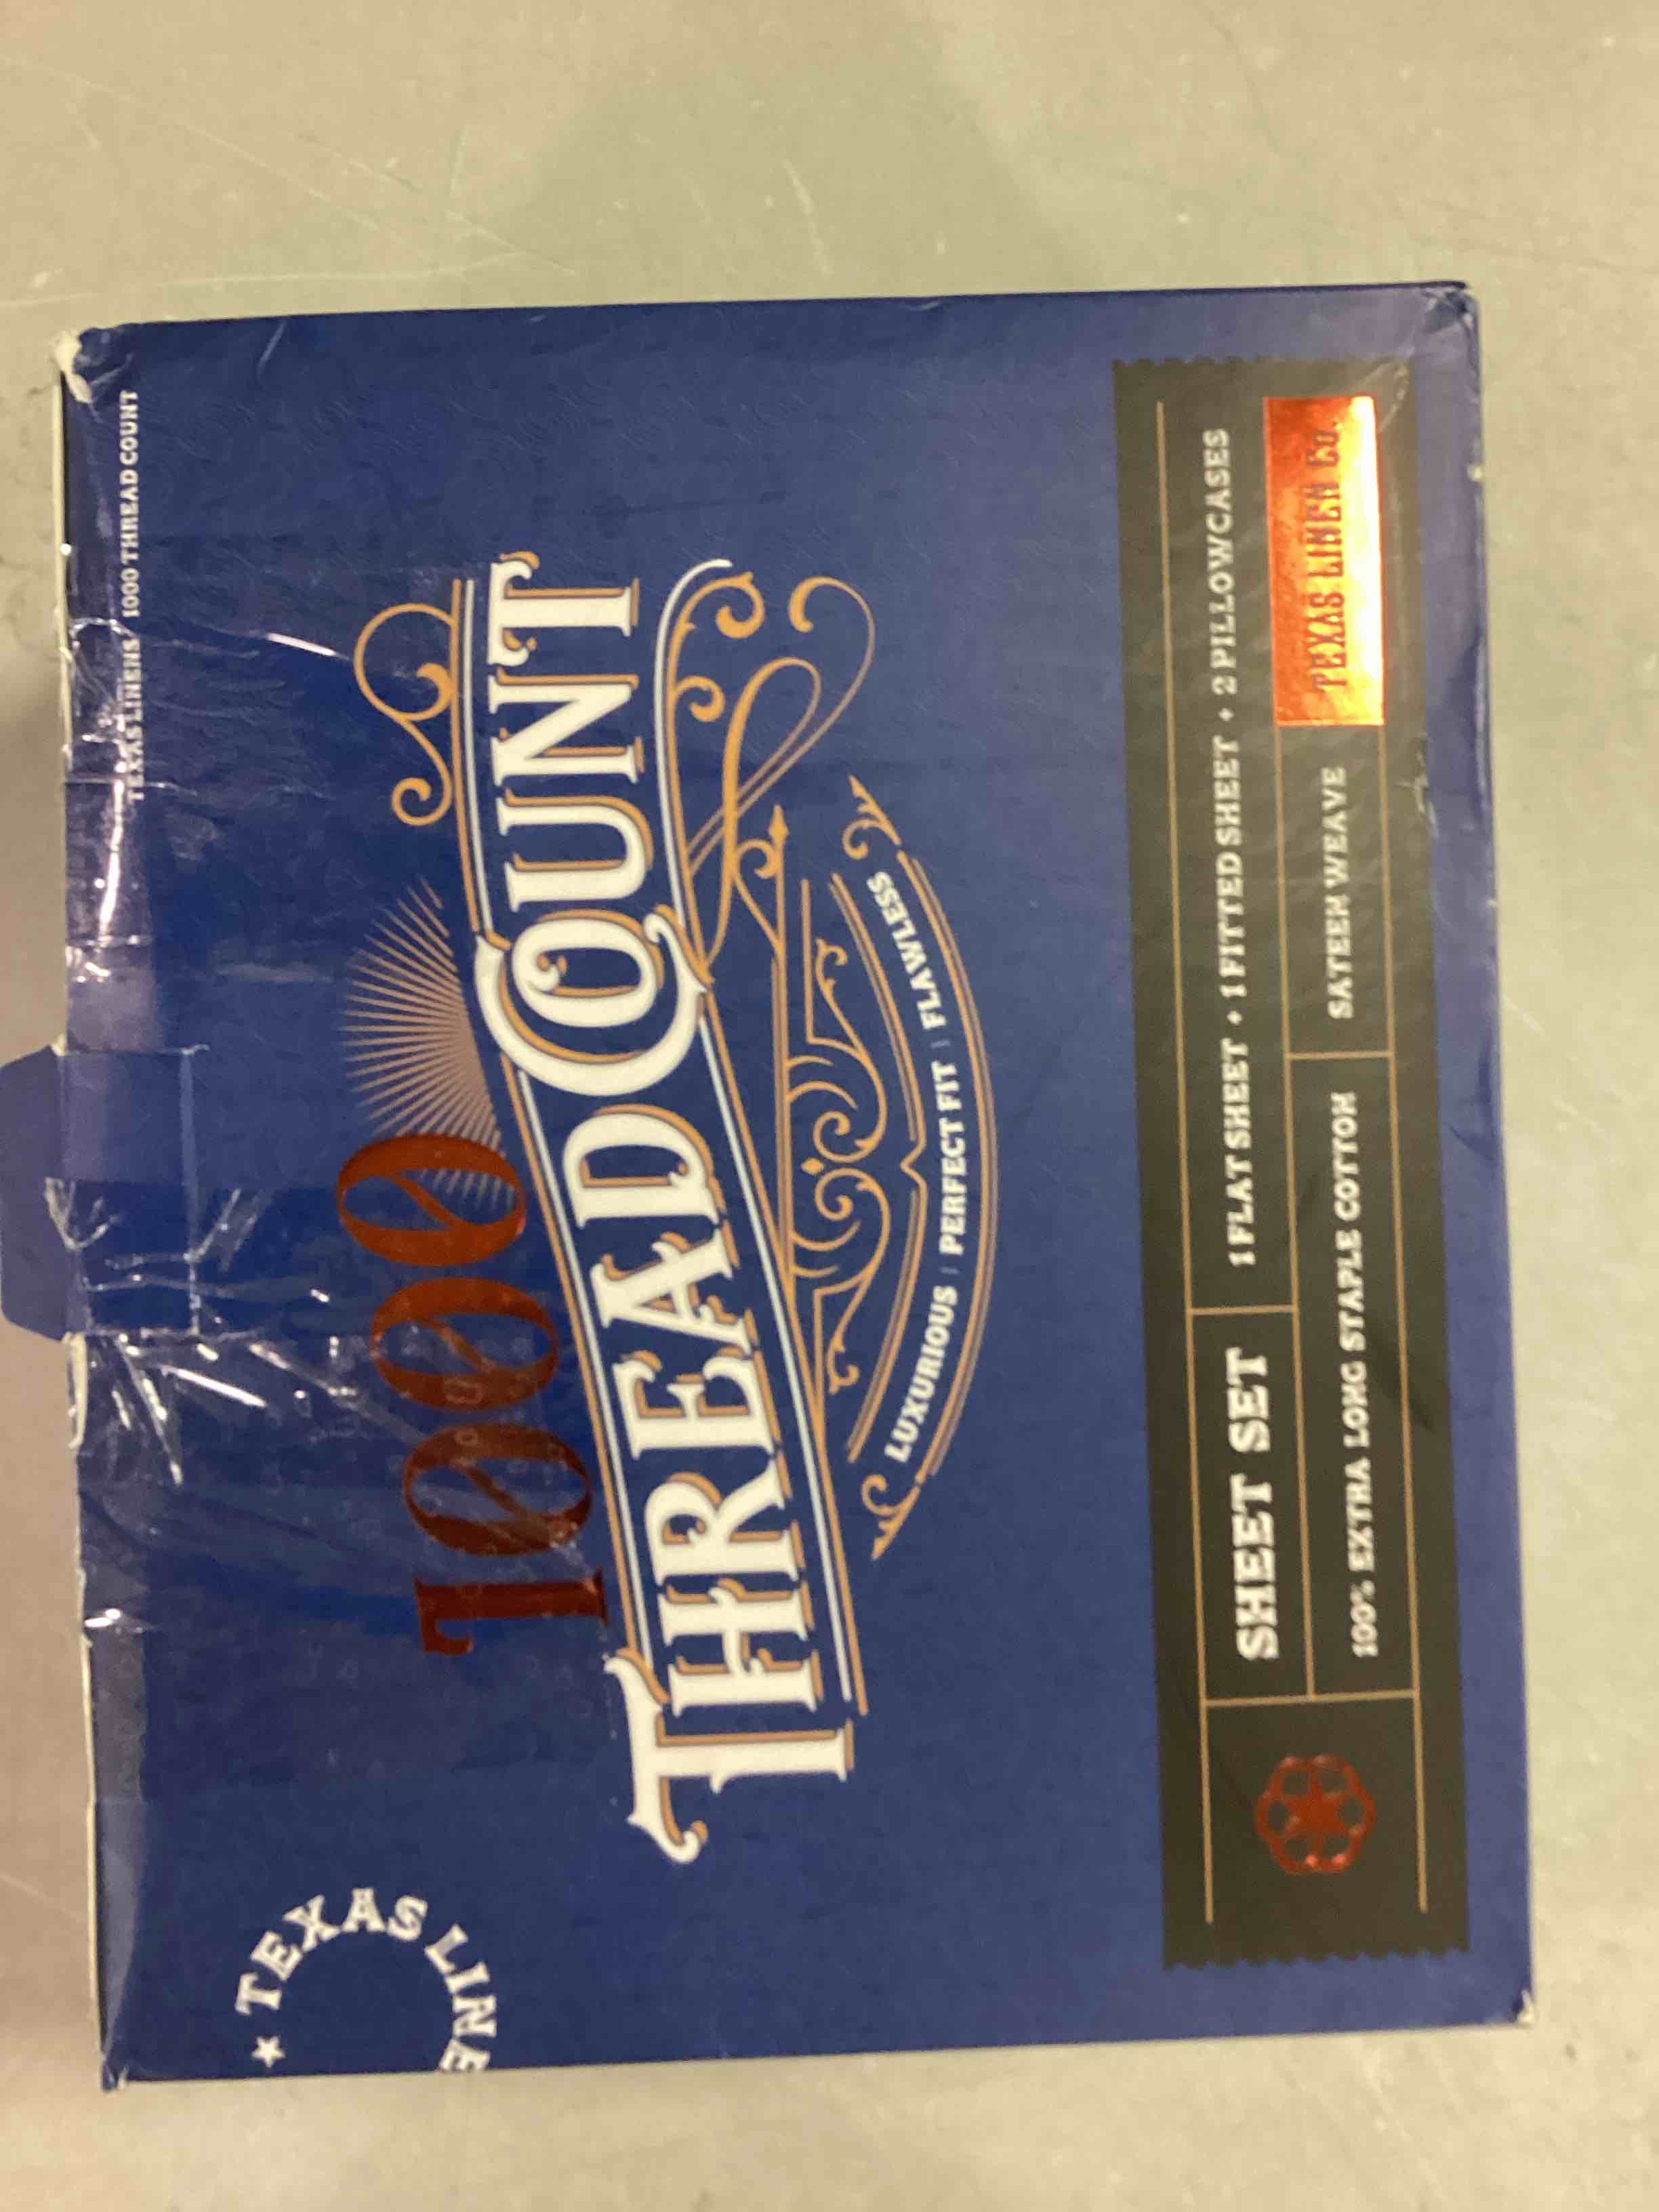 TEXAS LINENS / 1000 THREAD COUNT
★ TEXAS LINE
1000
THREAD COUNT
LUXURIOUS | PERFECT FIT | FLAWLESS
SHEET SET
1 FLAT SHEET + 1 FITTED SHEET + 2 PILLOWCASES
100% EXTRA LONG STAPLE COTTON
SATEEN WEAVE
TEXAS LINEN Co.